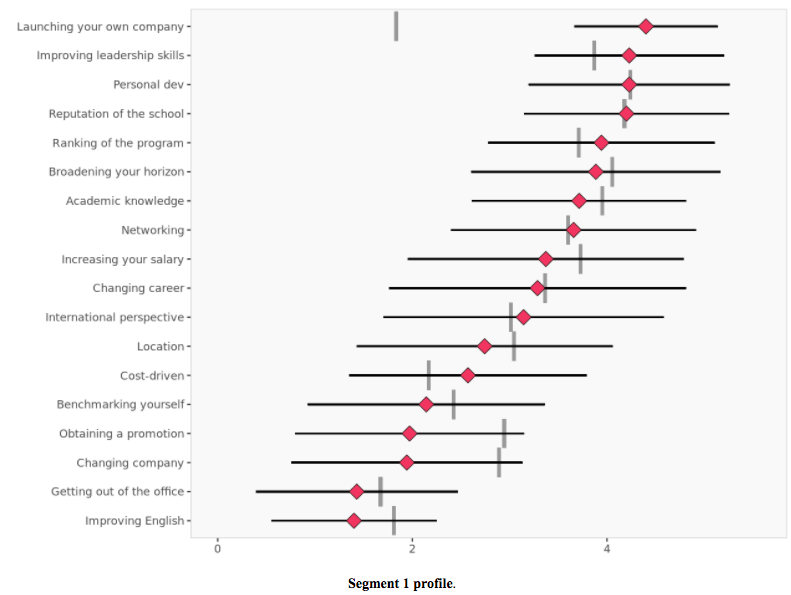 Launching your own company
Improving leadership skills
Personal dev
Reputation of the school
Ranking of the program
Broadening your horizon
Academic knowledge
Networking
Increasing your salary
Changing career
International perspective
Location
Cost-driven
Benchmarking yourself
Obtaining a promotion
Changing company
Getting out of the office
Improving English
0 2 4
Segment 1 profile.